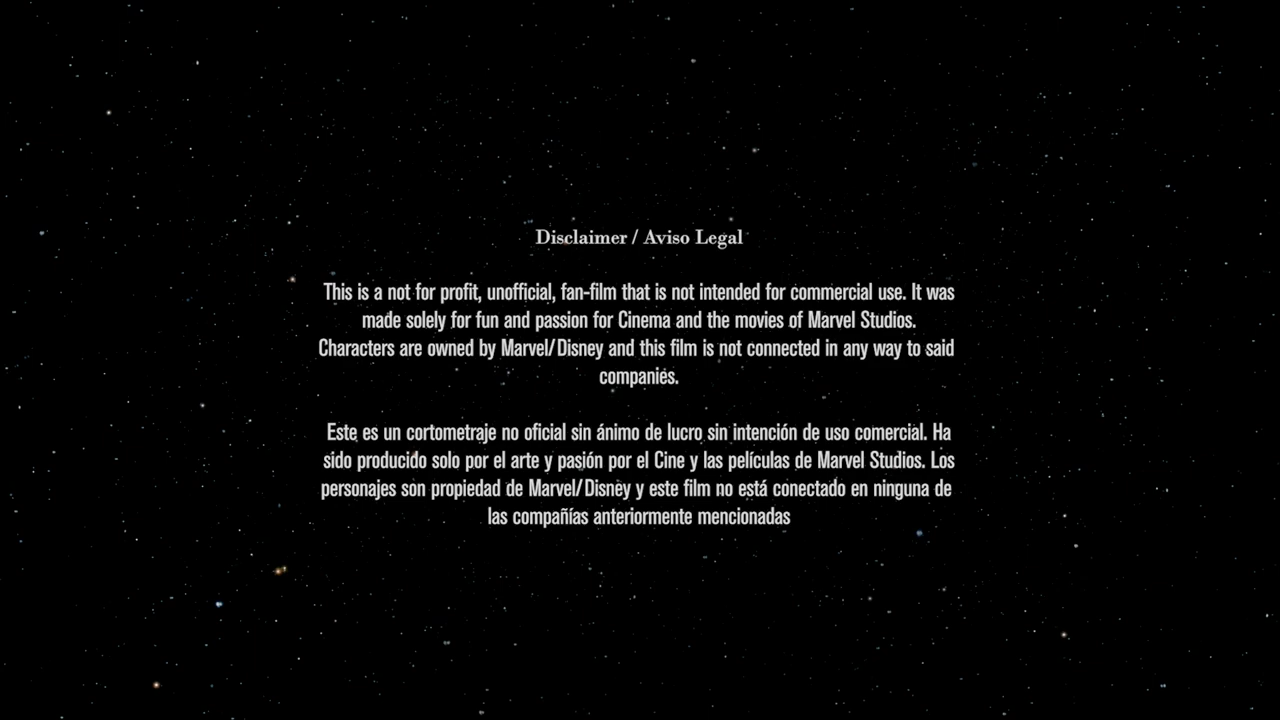 Disclaimer / Aviso Legal
This is a not for profit, unofficial, fan-film that is not intended for commercial use. It was
made solely for fun and passion for Cinema and the movies of Marvel Studios.
Characters are owned by Marvel/Disney and this film is not connected in any way to said
companies.
Este es un cortometraje no oficial sin ánimo de lucro sin intención de uso comercial. Ha
sido producido solo por el arte y pasión por el Cine y las películas de Marvel Studios. Los
personajes son propiedad de Marvel/Disney y este film no está conectado en ninguna de
las compañías anteriormente mencionadas